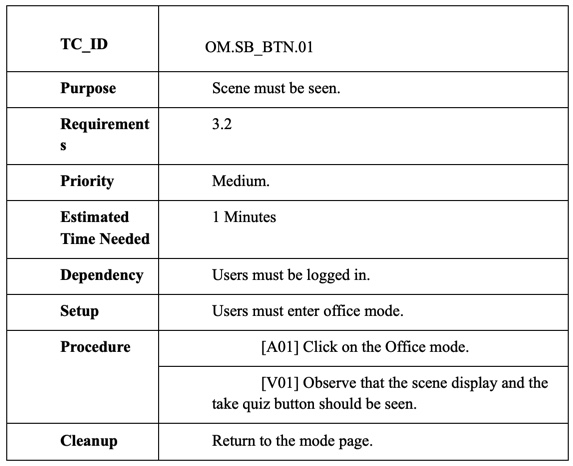 TC_ID
OM.SB_BTN.01
Purpose
Scene must be seen.
Requirement
s
3.2
Priority
Medium.
Estimated
Time Needed
1 Minutes
Dependency
Users must be logged in.
Setup
Users must enter office mode.
Procedure
[A01] Click on the Office mode.
[V01] Observe that the scene display and the
take quiz button should be seen.
Cleanup
Return to the mode page.